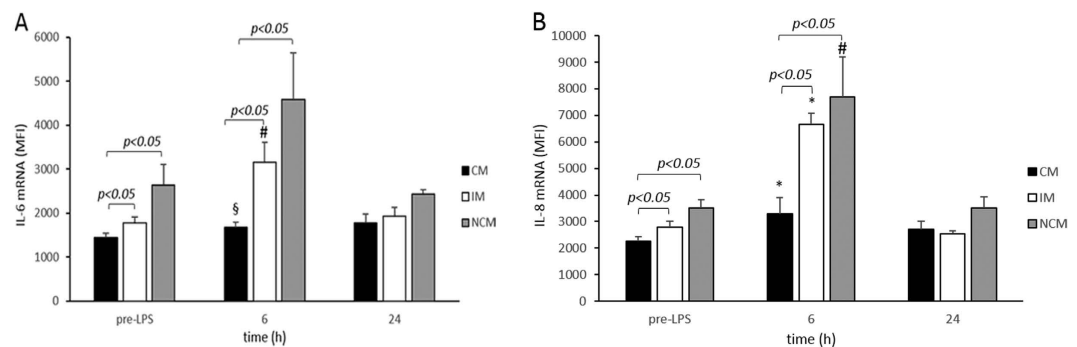 A
IL-6 mRNA (MFI)
6000
5000
4000
3000
2000
1000
0
p<0.05
p<0.05
p<0.05
p<0.05
#
§
pre-LPS
6
24
time (h)
CM
IM
NCM
B
IL-8 mRNA (MFI)
10000
9000
8000
7000
6000
5000
4000
3000
2000
1000
0
p<0.05
p<0.05
p<0.05
p<0.05
#
*
*
pre-LPS
6
24
time (h)
CM
IM
NCM